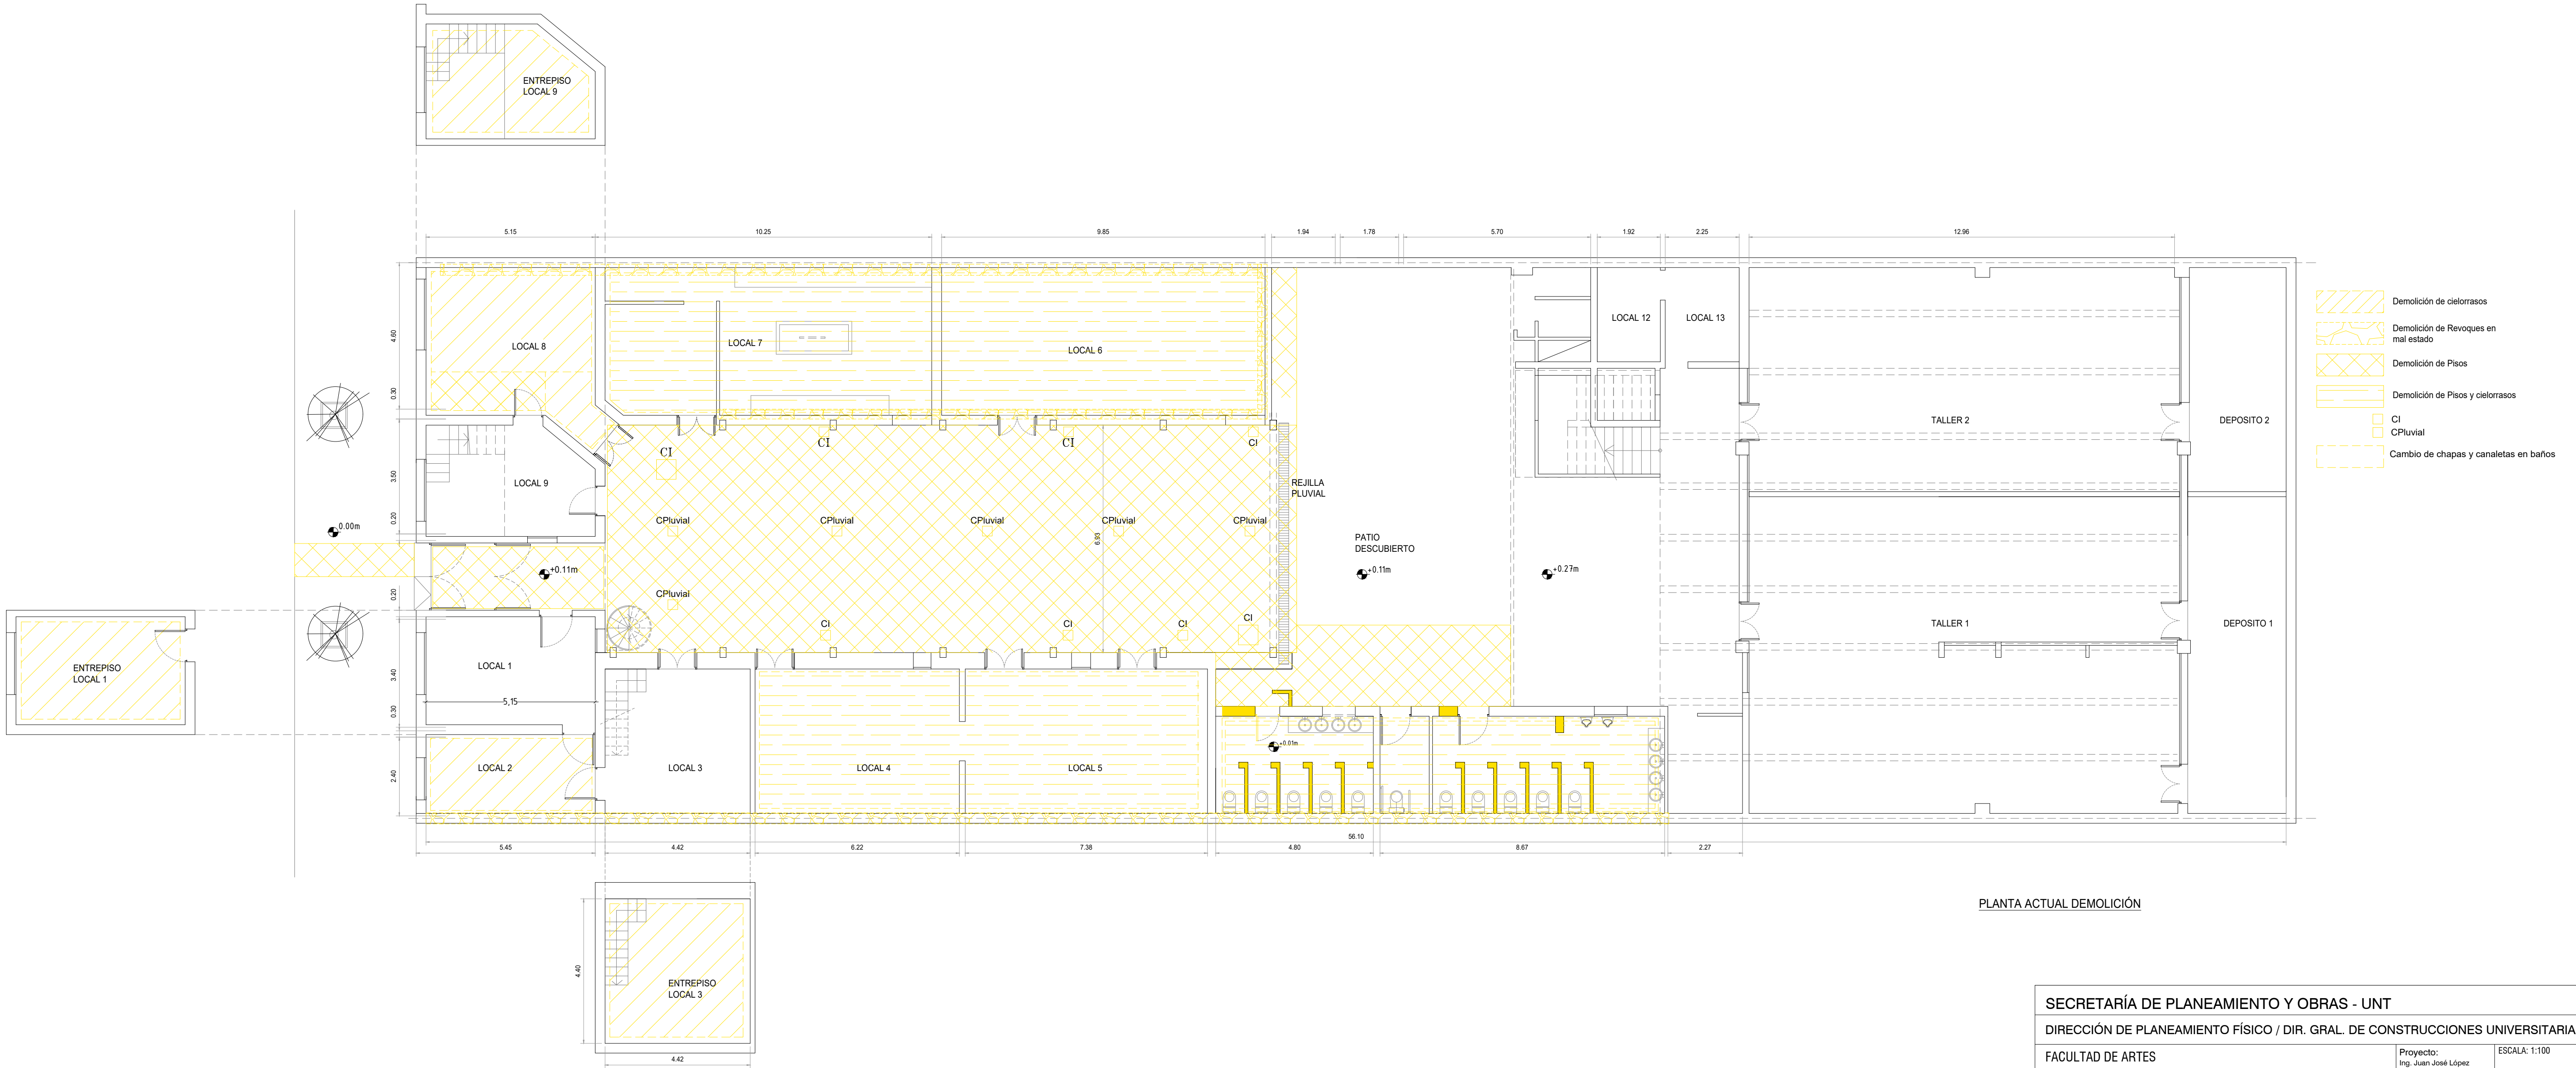 ENTREPISO
LOCAL 9
5.15
10.25
9.85
1.94
1.78
5.70
1.92
2.25
12.96
4.60
0.30
3.50
0.20
0.20
3.40
0.30
2.40
LOCAL 8
LOCAL 7
LOCAL 6
LOCAL 12
LOCAL 13
Demolición de cielorrasos
Demolición de Revoques en
mal estado
Demolición de Pisos
Demolición de Pisos y cielorrasos
CI
CPluvial
Cambio de chapas y canaletas en baños
TALLER 2
DEPOSITO 2
CI
CI
CI
CI
LOCAL 9
REJILLA
PLUVIAL
0.00m
CPluvial
CPluvial
CPluvial
CPluvial
CPluvial
6.93
PATIO
DESCUBIERTO
+0.11m
+0.11m
+0.27m
CPluvial
CI
CI
CI
CI
TALLER 1
DEPOSITO 1
ENTREPISO
LOCAL 1
LOCAL 1
5,15
+0.01m
LOCAL 2
LOCAL 3
LOCAL 4
LOCAL 5
56.10
5.45
4.42
6.22
7.38
4.80
8.67
2.27
PLANTA ACTUAL DEMOLICIÓN
4.40
ENTREPISO
LOCAL 3
4.42
SECRETARÍA DE PLANEAMIENTO Y OBRAS - UNT
DIRECCIÓN DE PLANEAMIENTO FÍSICO / DIR. GRAL. DE CONSTRUCCIONES UNIVERSITARIA
FACULTAD DE ARTES
Proyecto:
Ing. Juan José López
ESCALA: 1:100